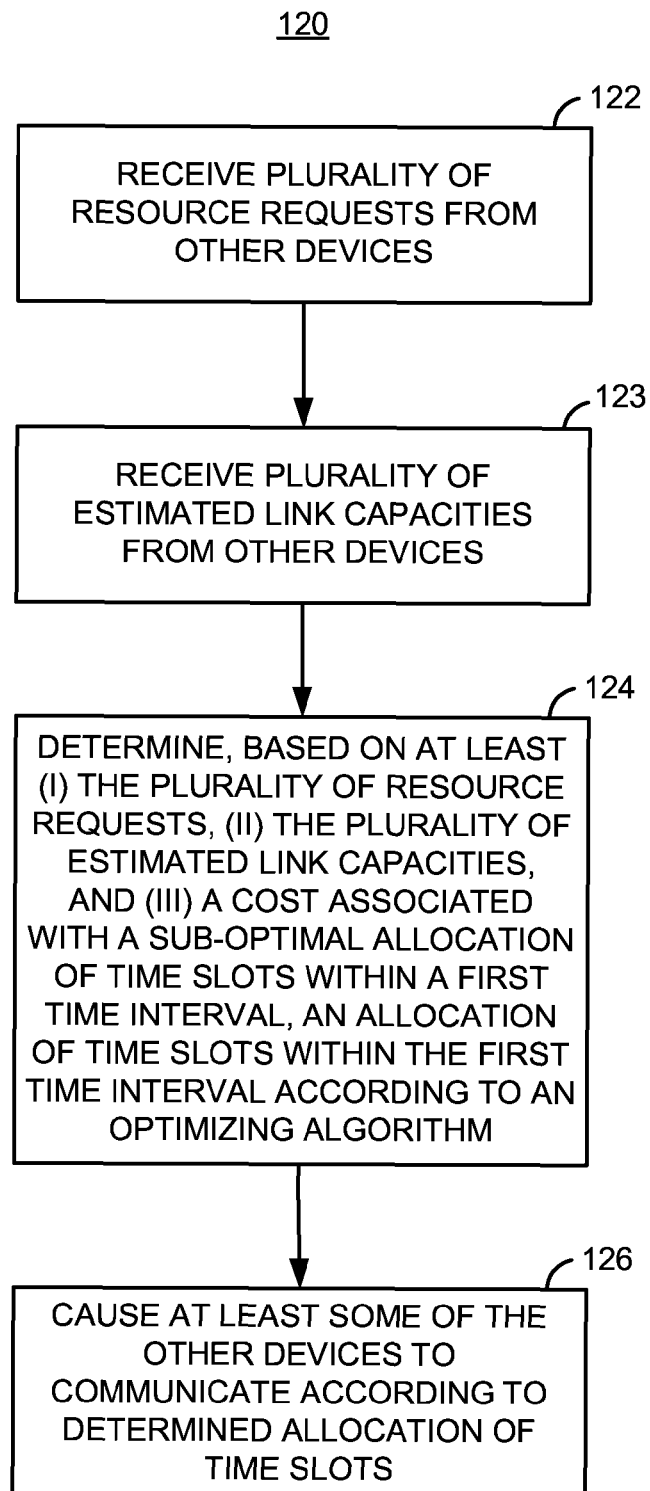 120
122
RECEIVE PLURALITY OF
RESOURCE REQUESTS FROM
OTHER DEVICES
123
RECEIVE PLURALITY OF
ESTIMATED LINK CAPACITIES
FROM OTHER DEVICES
124
DETERMINE, BASED ON AT LEAST
(I) THE PLURALITY OF RESOURCE
REQUESTS, (II) THE PLURALITY OF
ESTIMATED LINK CAPACITIES,
AND (III) A COST ASSOCIATED
WITH A SUB-OPTIMAL ALLOCATION
OF TIME SLOTS WITHIN A FIRST
TIME INTERVAL, AN ALLOCATION
OF TIME SLOTS WITHIN THE FIRST
TIME INTERVAL ACCORDING TO AN
OPTIMIZING ALGORITHM
126
CAUSE AT LEAST SOME OF THE
OTHER DEVICES TO
COMMUNICATE ACCORDING TO
DETERMINED ALLOCATION OF
TIME SLOTS